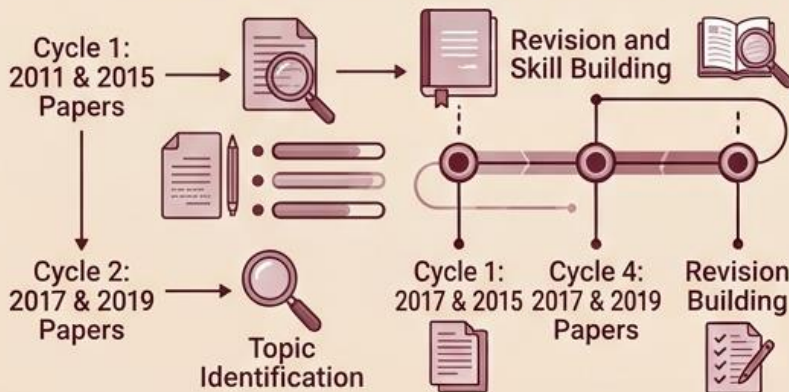 Cycle 1:
2011 & 2015
Papers
Revision and
Skill Building
Cycle 2:
2017 & 2019
Papers
Topic
Identification
Cycle 1:
2017 & 2015
Cycle 4:
2017 & 2019
Papers
Revision
Building